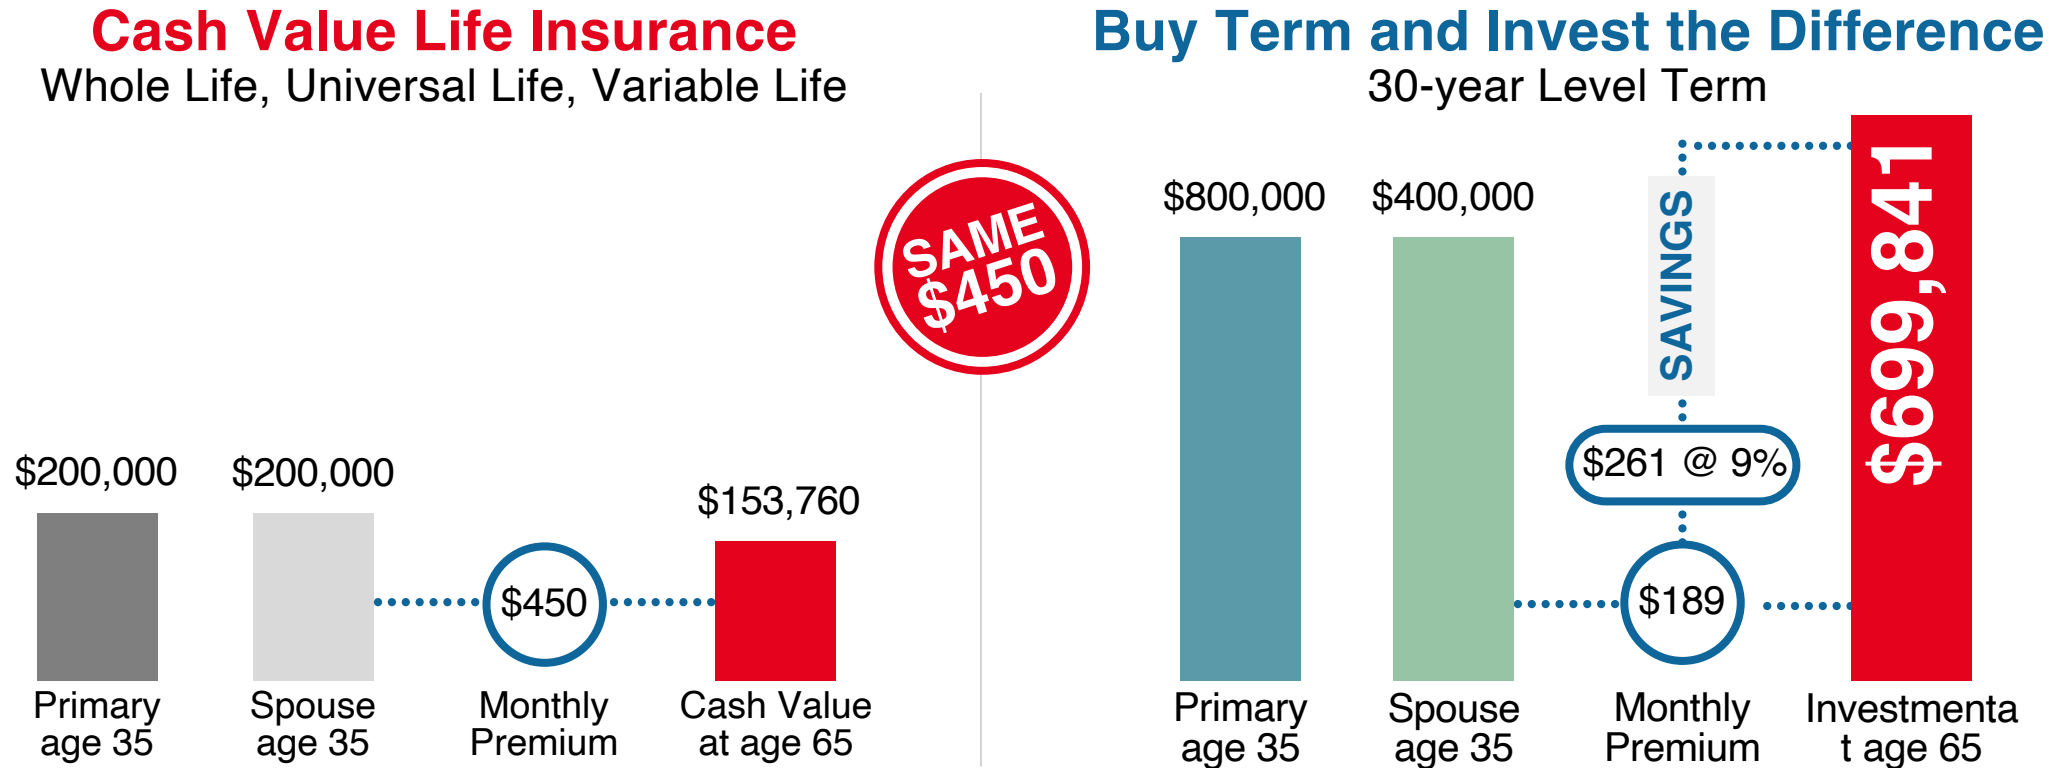 Cash Value Life Insurance
Whole Life, Universal Life, Variable Life
$200,000
$200,000
$153,760
$450
Primary
age 35
Spouse
age 35
Monthly
Premium
Cash Value
at age 65
SAME
$450
Buy Term and Invest the Difference
30-year Level Term
$800,000
$400,000
SAVINGS
$261 @ 9%
$189
$699,841
Primary
age 35
Spouse
age 35
Monthly
Premium
Investmenta
t age 65